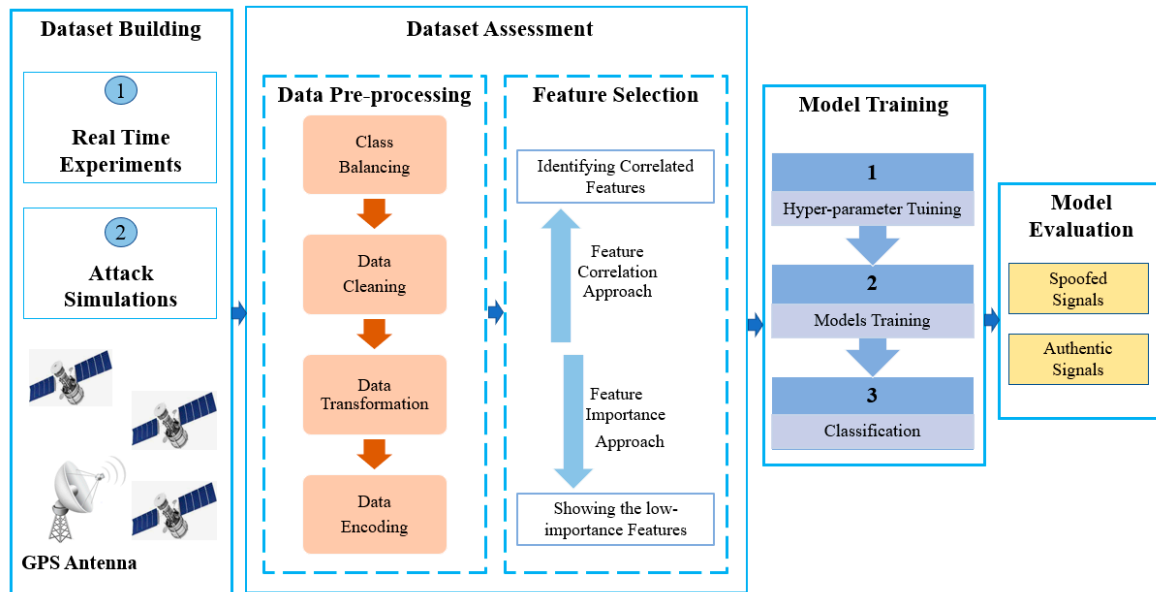 Dataset Building
1
Real Time
Experiments
2
Attack
Simulations
GPS Antenna
Dataset Assessment
Data Pre-processing
Class
Balancing
Data
Cleaning
Data
Transformation
Data
Encoding
Feature Selection
Identifying Correlated
Features
Feature
Correlation
Approach
Feature
Importance
Approach
Showing the low-
importance Features
Model Training
1
Hyper-parameter Tuining
2
Models Training
3
Classification
Model
Evaluation
Spoofed
Signals
Authentic
Signals